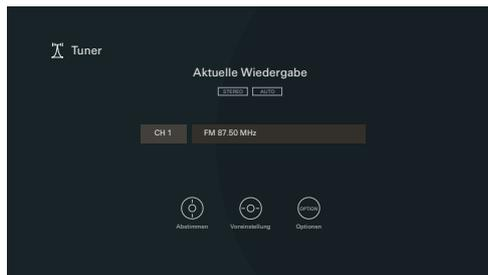 Tuner
Aktuelle Wiedergabe
STEREO AUTO
CH 1 FM 87.50 MHz
OPTION
Abstimmen Voreinstellung Optionen